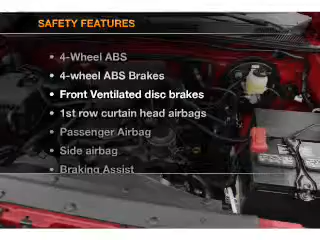 SAFETY FEATURES
• 4-Wheel ABS
• 4-wheel ABS Brakes
• Front Ventilated disc brakes
• 1st row curtain head airbags
• Passenger Airbag
• Side airbag
• Braking Assist